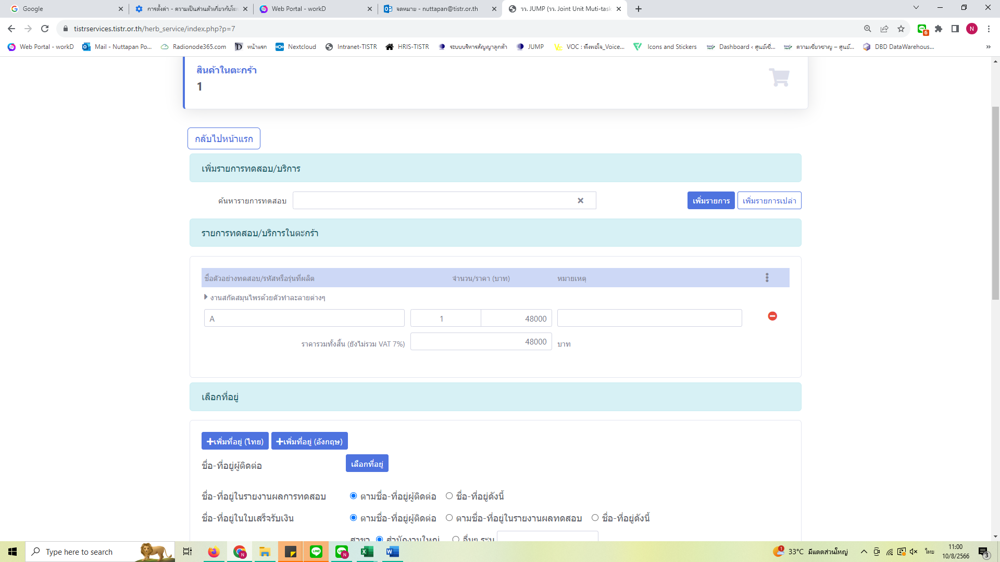 Google
การตั้งค่า - ความเป็นส่วนตัวเกี่ยวกับโฆษ
Web Portal - workD
จดหมาย - nuttapan@tistr.or.th
วว. JUMP (วว. Joint Unit Muti-task
tistrservices.tistr.or.th/herb_service/index.php?p=7
6
N
Web Portal - workD
Mail - Nuttapan Po...
Radionode365.com
หน้าแรก
Nextcloud
Intranet-TISTR
HRIS-TISTR
ระบบบริหารสัญญาลูกค้า
JUMP
VOC : พึงพอใจ_Voice...
Icons and Stickers
Dashboard ‹ ศูนย์เชี่...
ความเชี่ยวชาญ – ศูนย์...
DBD DataWarehous...
»
สินค้าในตะกร้า
1
กลับไปหน้าแรก
เพิ่มรายการทดสอบ/บริการ
ค้นหารายการทดสอบ
เพิ่มรายการ
เพิ่มรายการเปล่า
รายการทดสอบ/บริการในตะกร้า
ชื่อตัวอย่างทดสอบ/รหัสหรือรุ่นที่ผลิต จำนวน/ราคา (บาท) หมายเหตุ
งานสกัดสมุนไพรด้วยตัวทำละลายต่างๆ
A 1 48000
ราคารวมทั้งสิ้น (ยังไม่รวม VAT 7%) 48000 บาท
เลือกที่อยู่
+เพิ่มที่อยู่ (ไทย) +เพิ่มที่อยู่ (อังกฤษ)
ชื่อ-ที่อยู่ผู้ติดต่อ เลือกที่อยู่
ชื่อ-ที่อยู่ในรายงานผลการทดสอบ ตามชื่อ-ที่อยู่ผู้ติดต่อ ชื่อ-ที่อยู่ดังนี้
ชื่อ-ที่อยู่ในใบเสร็จรับเงิน ตามชื่อ-ที่อยู่ผู้ติดต่อ ตามชื่อ-ที่อยู่ในรายงานผลทดสอบ ชื่อ-ที่อยู่ดังนี้
สาขา สำนักงานใหญ่ อื่นๆ ระบุ
Type here to search
1
33°C มีแดดส่วนใหญ่
ไทย
11:00
10/8/2566
3